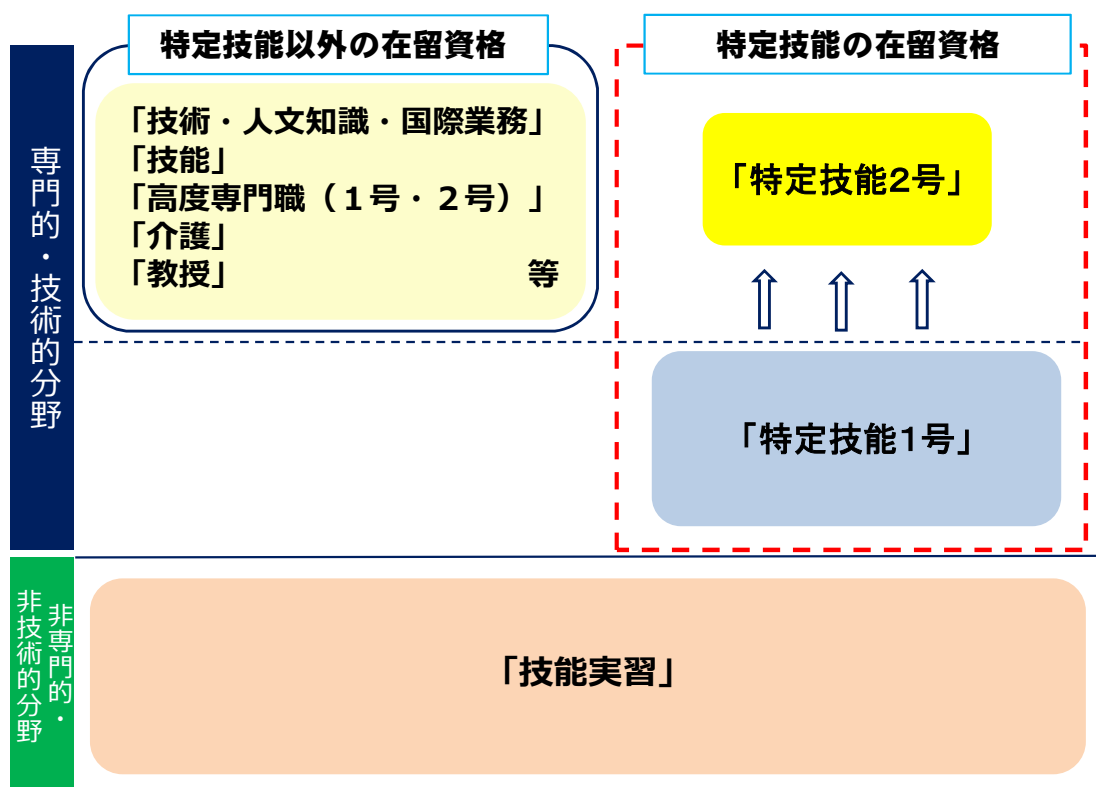 特定技能以外の在留資格
特定技能の在留資格
専門的・技術的分野
「技術・人文知識・国際業務」
「技能」
「高度専門職（１号・２号）」
「介護」
「教授」 等
「特定技能２号」
「特定技能１号」
非専門的・
非技術的分野
「技能実習」